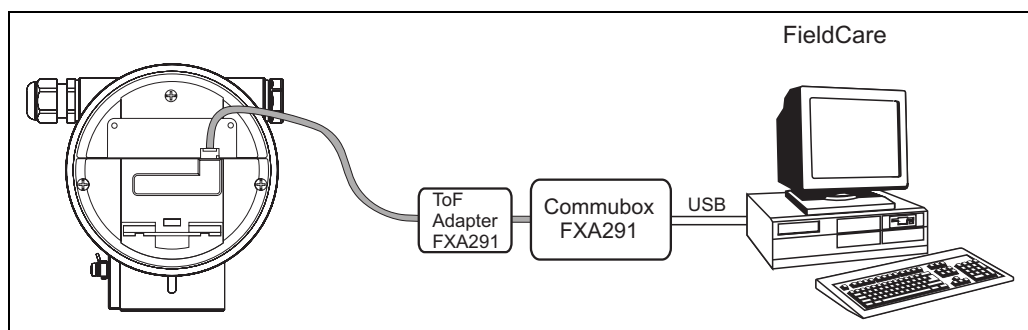 FieldCare
ToF
Adapter
FXA291
Commubox
FXA291
USB